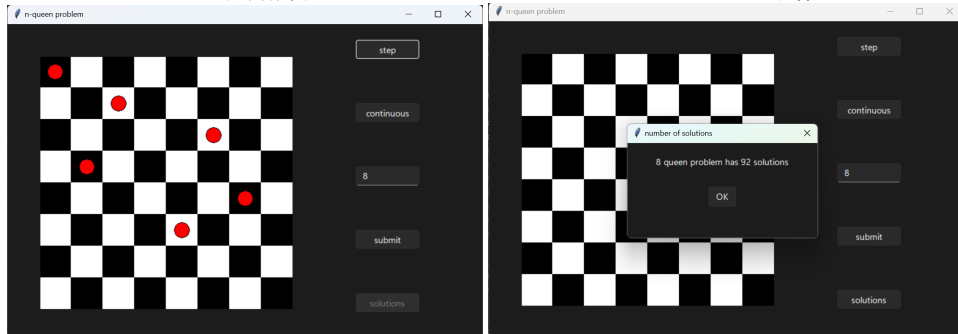 n-queen problem
step
continuous
8
submit
solutions
n-queen problem
step
continuous
8
submit
solutions
number of solutions
8 queen problem has 92 solutions
OK